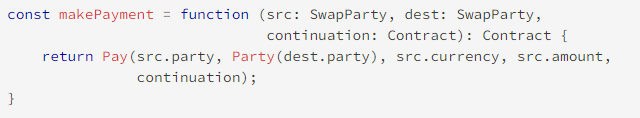 const makePayment = function (src: SwapParty, dest: SwapParty,
                              continuation: Contract): Contract {
    return Pay(src.party, Party(dest.party), src.currency, src.amount,
               continuation);
}